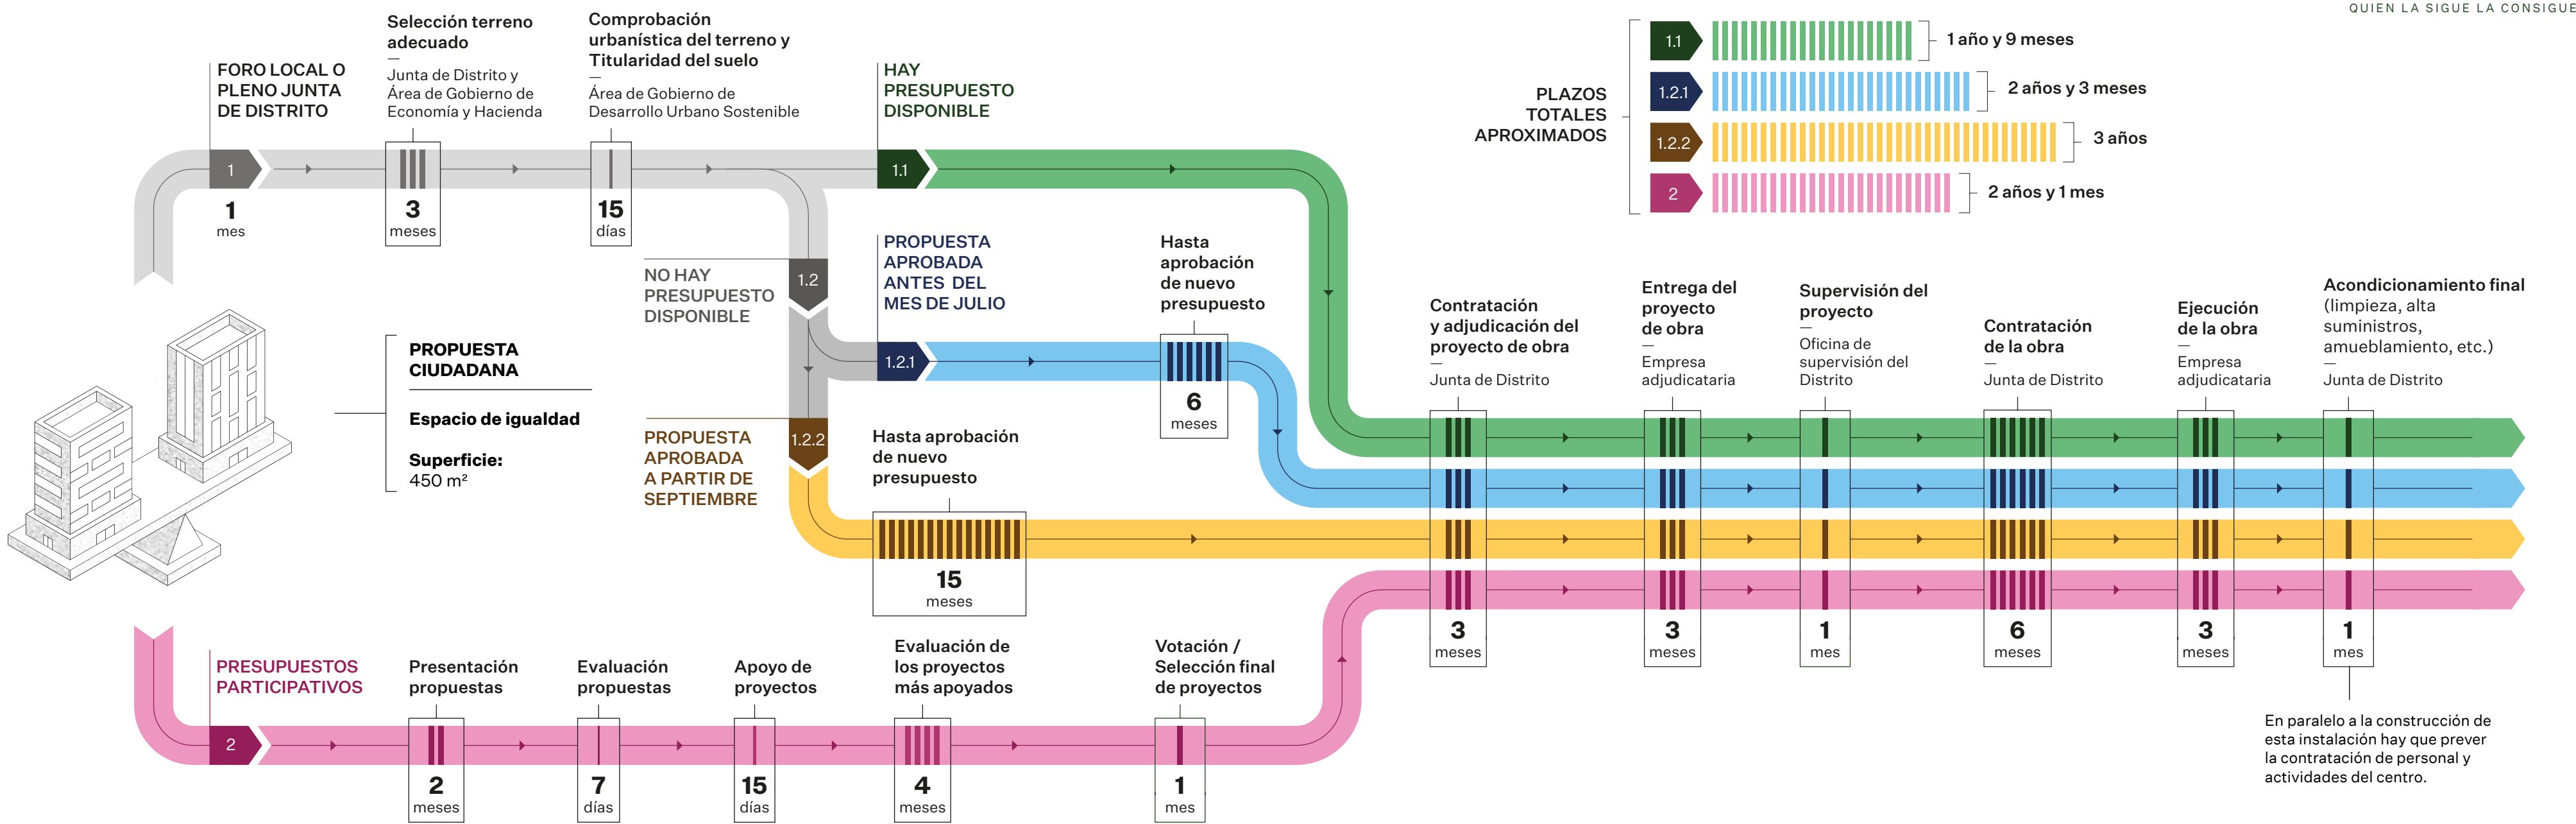 QUIEN LA SIGUE LA CONSIGUE
FORO LOCAL O
PLENO JUNTA
DE DISTRITO
1
1
mes
Selección terreno
adecuado
—
Junta de Distrito y
Área de Gobierno de
Economía y Hacienda
3
meses
Comprobación
urbanística del terreno y
Titularidad del suelo
—
Área de Gobierno de
Desarrollo Urbano Sostenible
15
días
HAY
PRESUPUESTO
DISPONIBLE
1.1
PLAZOS
TOTALES
APROXIMADOS
1.1
1 año y 9 meses
1.2.1
2 años y 3 meses
1.2.2
3 años
2
2 años y 1 mes
NO HAY
PRESUPUESTO
DISPONIBLE
1.2
PROPUESTA
APROBADA
ANTES DEL
MES DE JULIO
1.2.1
Hasta
aprobación
de nuevo
presupuesto
6
meses
PROPUESTA
CIUDADANA
Espacio de igualdad
Superficie:
450 m²
PROPUESTA
APROBADA
A PARTIR DE
SEPTIEMBRE
1.2.2
Hasta aprobación
de nuevo
presupuesto
15
meses
Contratación
y adjudicación del
proyecto de obra
—
Junta de Distrito
3
meses
Entrega del
proyecto
de obra
—
Empresa
adjudicataria
3
meses
Supervisión del
proyecto
—
Oficina de
supervisión del
Distrito
1
mes
Contratación
de la obra
—
Junta de Distrito
6
meses
Ejecución
de la obra
—
Empresa
adjudicataria
3
meses
Acondicionamiento final
(limpieza, alta
suministros,
amueblamiento, etc.)
—
Junta de Distrito
1
mes
En paralelo a la construcción de
esta instalación hay que prever
la contratación de personal y
actividades del centro.
PRESUPUESTOS
PARTICIPATIVOS
2
Presentación
propuestas
2
meses
Evaluación
propuestas
7
días
Apoyo de
proyectos
15
días
Evaluación de
los proyectos
más apoyados
4
meses
Votación /
Selección final
de proyectos
1
mes